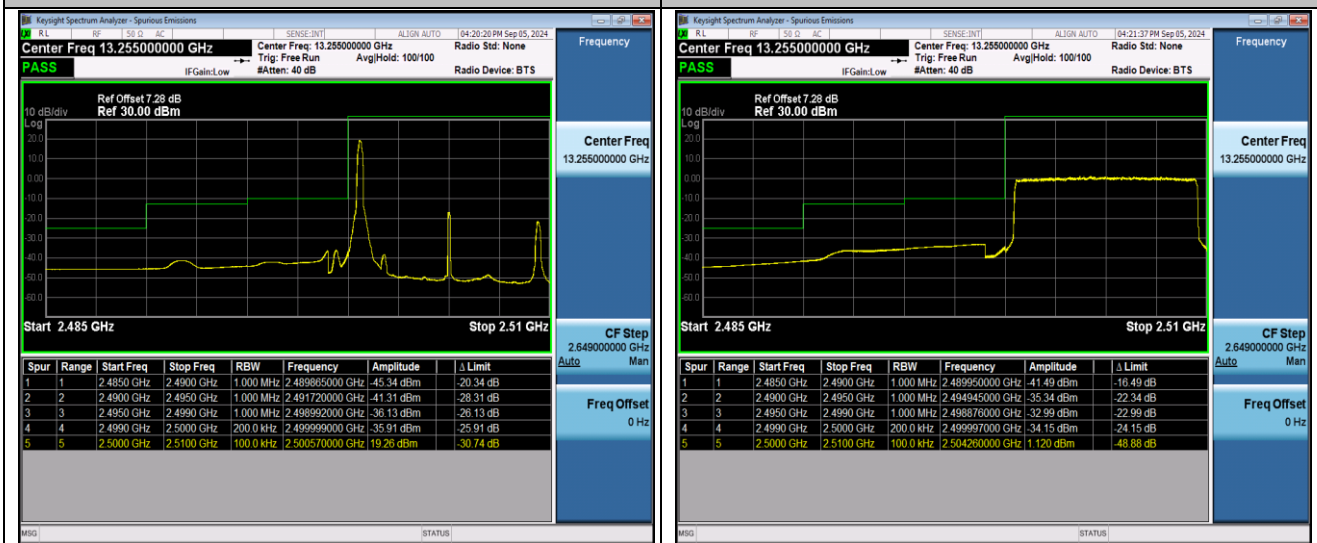 Keysight Spectrum Analyzer - Spurious Emissions
RL RF 50 Ω AC SENSE:INT ALIGN AUTO 04:20:20 PM Sep 05, 2024
Center Freq 13.255000000 GHz
Center Freq: 13.255000000 GHz
Radio Std: None
Trig: Free Run Avg|Hold: 100/100
PASS
IFGain:Low
#Atten: 40 dB
Radio Device: BTS
Frequency
Ref Offset 7.28 dB
10 dB/div Ref 30.00 dBm
Log
20.0
10.0
0.00
-10.0
-20.0
-30.0
-40.0
-50.0
-60.0
Start 2.485 GHz Stop 2.51 GHz
Center Freq
13.255000000 GHz
CF Step
2.649000000 GHz
Auto Man
Freq Offset
0 Hz
Spur Range Start Freq Stop Freq RBW Frequency Amplitude Δ Limit
1 1 2.4850 GHz 2.4900 GHz 1.000 MHz 2.489865000 GHz -45.34 dBm -20.34 dB
2 2 2.4900 GHz 2.4950 GHz 1.000 MHz 2.491720000 GHz -41.31 dBm -28.31 dB
3 3 2.4950 GHz 2.4990 GHz 1.000 MHz 2.498992000 GHz -36.13 dBm -26.13 dB
4 4 2.4990 GHz 2.5000 GHz 200.0 kHz 2.499999000 GHz -35.91 dBm -25.91 dB
5 5 2.5000 GHz 2.5100 GHz 100.0 kHz 2.500570000 GHz 19.26 dBm -30.74 dB
MSG STATUS
Keysight Spectrum Analyzer - Spurious Emissions
RL RF 50 Ω AC SENSE:INT ALIGN AUTO 04:21:37 PM Sep 05, 2024
Center Freq 13.255000000 GHz
Center Freq: 13.255000000 GHz
Radio Std: None
Trig: Free Run Avg|Hold: 100/100
PASS
IFGain:Low
#Atten: 40 dB
Radio Device: BTS
Frequency
Ref Offset 7.28 dB
10 dB/div Ref 30.00 dBm
Log
20.0
10.0
0.00
-10.0
-20.0
-30.0
-40.0
-50.0
-60.0
Start 2.485 GHz Stop 2.51 GHz
Center Freq
13.255000000 GHz
CF Step
2.649000000 GHz
Auto Man
Freq Offset
0 Hz
Spur Range Start Freq Stop Freq RBW Frequency Amplitude Δ Limit
1 1 2.4850 GHz 2.4900 GHz 1.000 MHz 2.489950000 GHz -41.49 dBm -16.49 dB
2 2 2.4900 GHz 2.4950 GHz 1.000 MHz 2.494945000 GHz -35.34 dBm -22.34 dB
3 3 2.4950 GHz 2.4990 GHz 1.000 MHz 2.498876000 GHz -32.99 dBm -22.99 dB
4 4 2.4990 GHz 2.5000 GHz 200.0 kHz 2.499997000 GHz -34.15 dBm -24.15 dB
5 5 2.5000 GHz 2.5100 GHz 100.0 kHz 2.504260000 GHz 1.120 dBm -48.88 dB
MSG STATUS